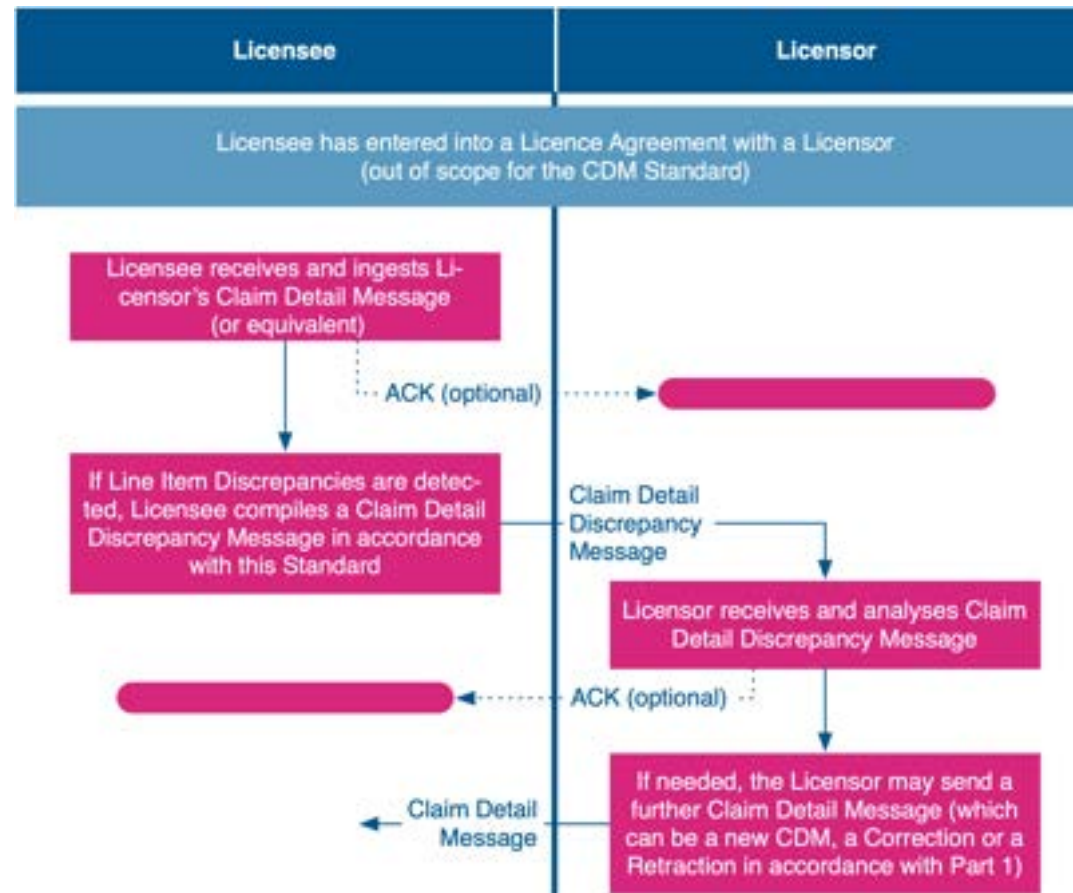 Licensee
Licensor
Licensee has entered into a Licence Agreement with a Licensor
(out of scope for the CDM Standard)
Licensee receives and ingests Li-
censor's Claim Detail Message
(or equivalent)
ACK (optional)
If Line Item Discrepancies are detec-
ted, Licensee compiles a Claim Detail
Discrepancy Message in accordance
with this Standard
Claim Detail
Discrepancy
Message
Licensor receives and analyses Claim
Detail Discrepancy Message
ACK (optional)
If needed, the Licensor may send a
further Claim Detail Message (which
can be a new CDM, a Correction or a
Retraction in accordance with Part 1)
Claim Detail
Message